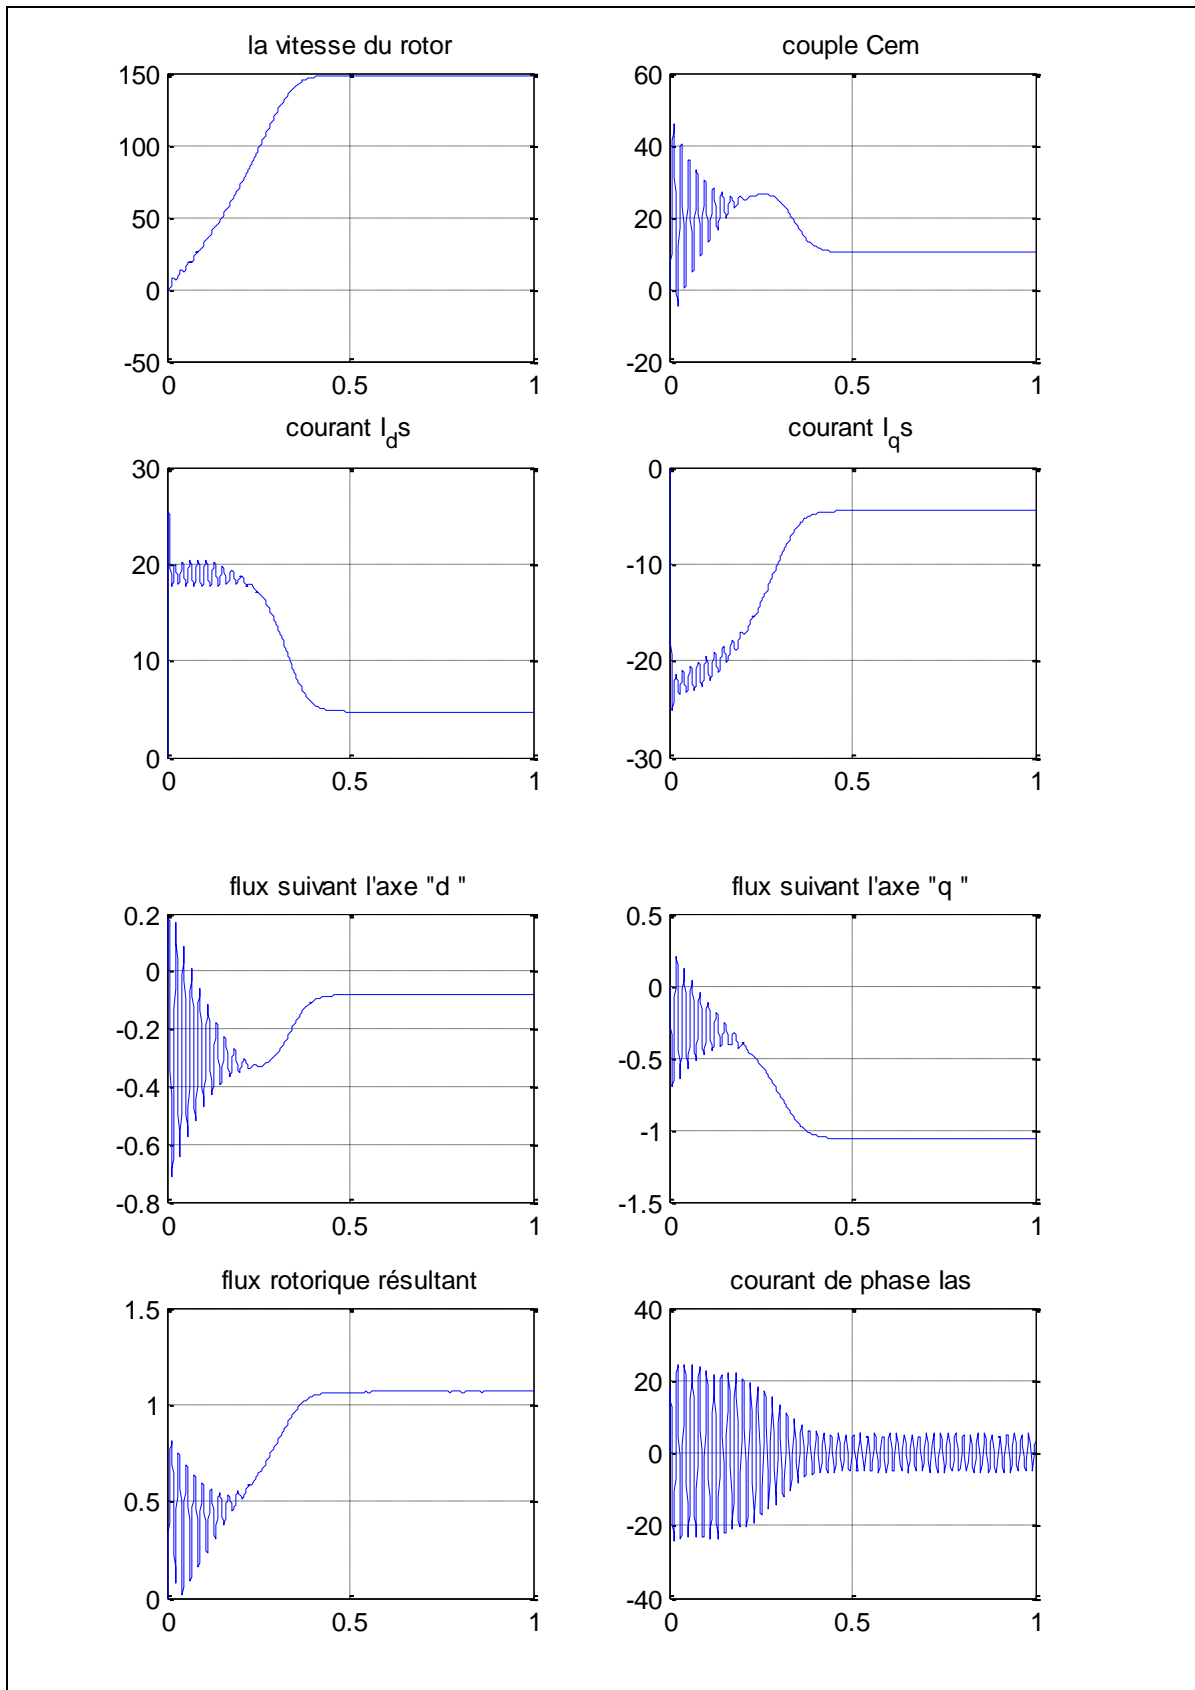 la vitesse du rotor
150
100
50
0
-50
0 0.5 1
couple Cem
60
40
20
0
-20
0 0.5 1
courant I_ds
30
20
10
0
0 0.5 1
courant I_qs
0
-10
-20
-30
0 0.5 1
flux suivant l'axe "d "
0.2
0
-0.2
-0.4
-0.6
-0.8
0 0.5 1
flux suivant l'axe "q "
0.5
0
-0.5
-1
-1.5
0 0.5 1
flux rotorique résultant
1.5
1
0.5
0
0 0.5 1
courant de phase Ias
40
20
0
-20
-40
0 0.5 1